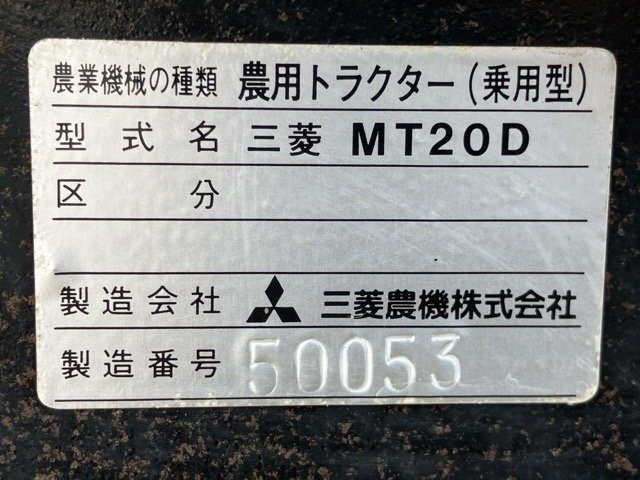 農業機械の種類 農用トラクター(乗用型)
型式名 三菱 MT20D
区分
製造会社 三菱農機株式会社
製造番号 50053